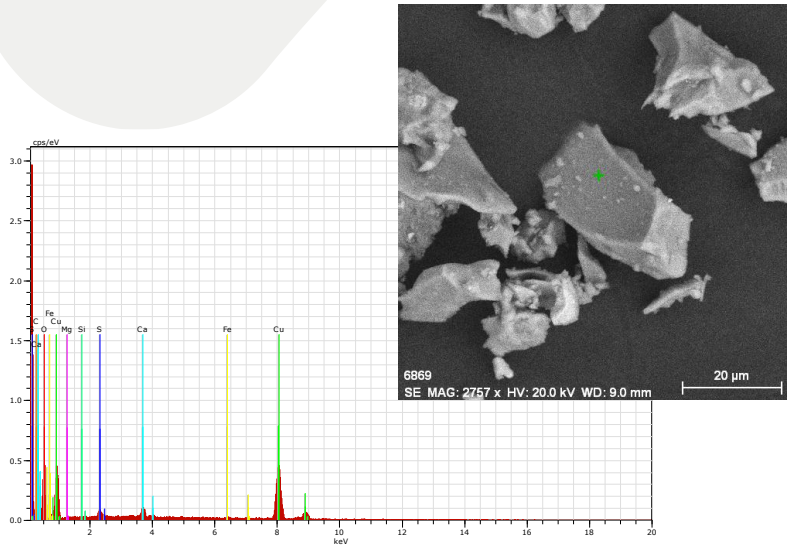 cps/eV
3.0
2.5
2.0
1.5
1.0
0.5
0.0
Fe
C Cu
O Mg Si S Ca Fe Cu
Ca
2 4 6 8 10 12 14 16 18 20
keV
6869
SE MAG: 2757 x HV: 20.0 kV WD: 9.0 mm
20 µm